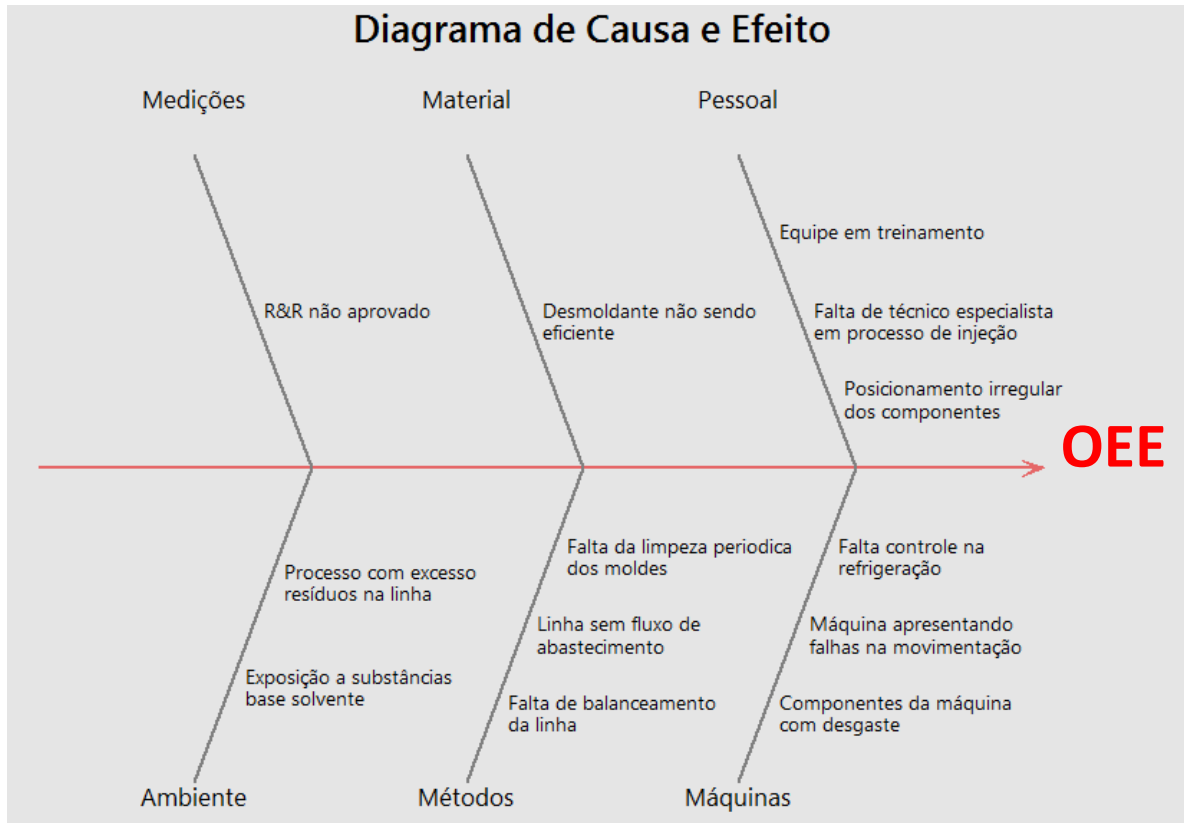 Diagrama de Causa e Efeito
Medições
Material
Pessoal
Equipe em treinamento
R&R não aprovado
Desmoldante não sendo
eficiente
Falta de técnico especialista
em processo de injeção
Posicionamento irregular
dos componentes
OEE
Processo com excesso
resíduos na linha
Exposição a substâncias
base solvente
Falta da limpeza periodica
dos moldes
Linha sem fluxo de
abastecimento
Falta de balanceamento
da linha
Falta controle na
refrigeração
Máquina apresentando
falhas na movimentação
Componentes da máquina
com desgaste
Ambiente
Métodos
Máquinas